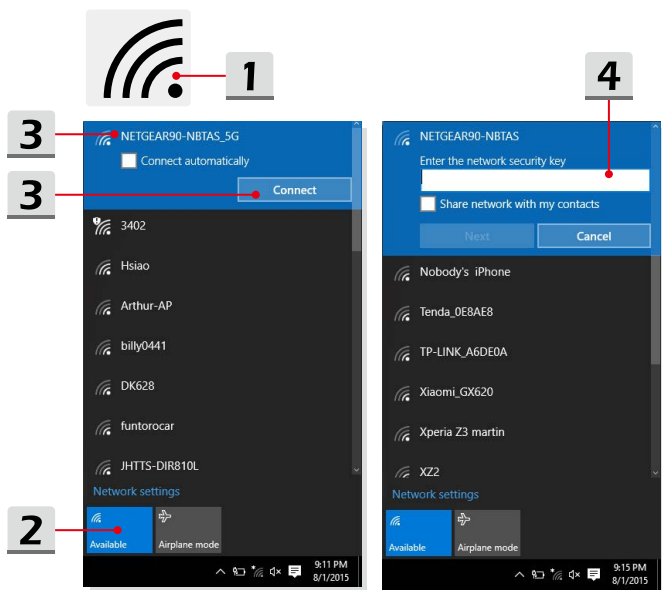 1
3
NETGEAR90-NBTAS_5G
Connect automatically
3
Connect
3402
Hsiao
Arthur-AP
billy0441
DK628
funtorocar
JHTTS-DIR810L
Network settings
2
Available
Airplane mode
9:11 PM
8/1/2015
4
NETGEAR90-NBTAS
Enter the network security key
Share network with my contacts
Next
Cancel
Nobody's iPhone
Tenda_0E8AE8
TP-LINK_A6DE0A
Xiaomi_GX620
Xperia Z3 martin
XZ2
Network settings
Available
Airplane mode
9:15 PM
8/1/2015